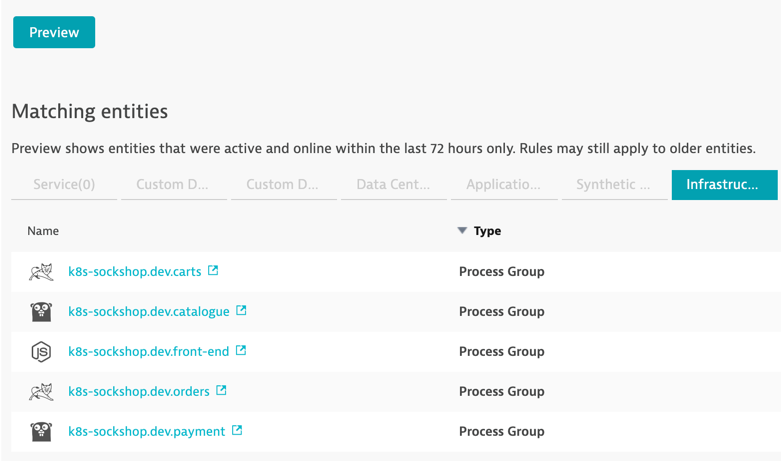 Preview
Matching entities
Preview shows entities that were active and online within the last 72 hours only. Rules may still apply to older entities.
Service(0) Custom D... Custom D... Data Cent... Applicatio... Synthetic ... Infrastruc...
Name Type
k8s-sockshop.dev.carts Process Group
k8s-sockshop.dev.catalogue Process Group
JS k8s-sockshop.dev.front-end Process Group
k8s-sockshop.dev.orders Process Group
k8s-sockshop.dev.payment Process Group